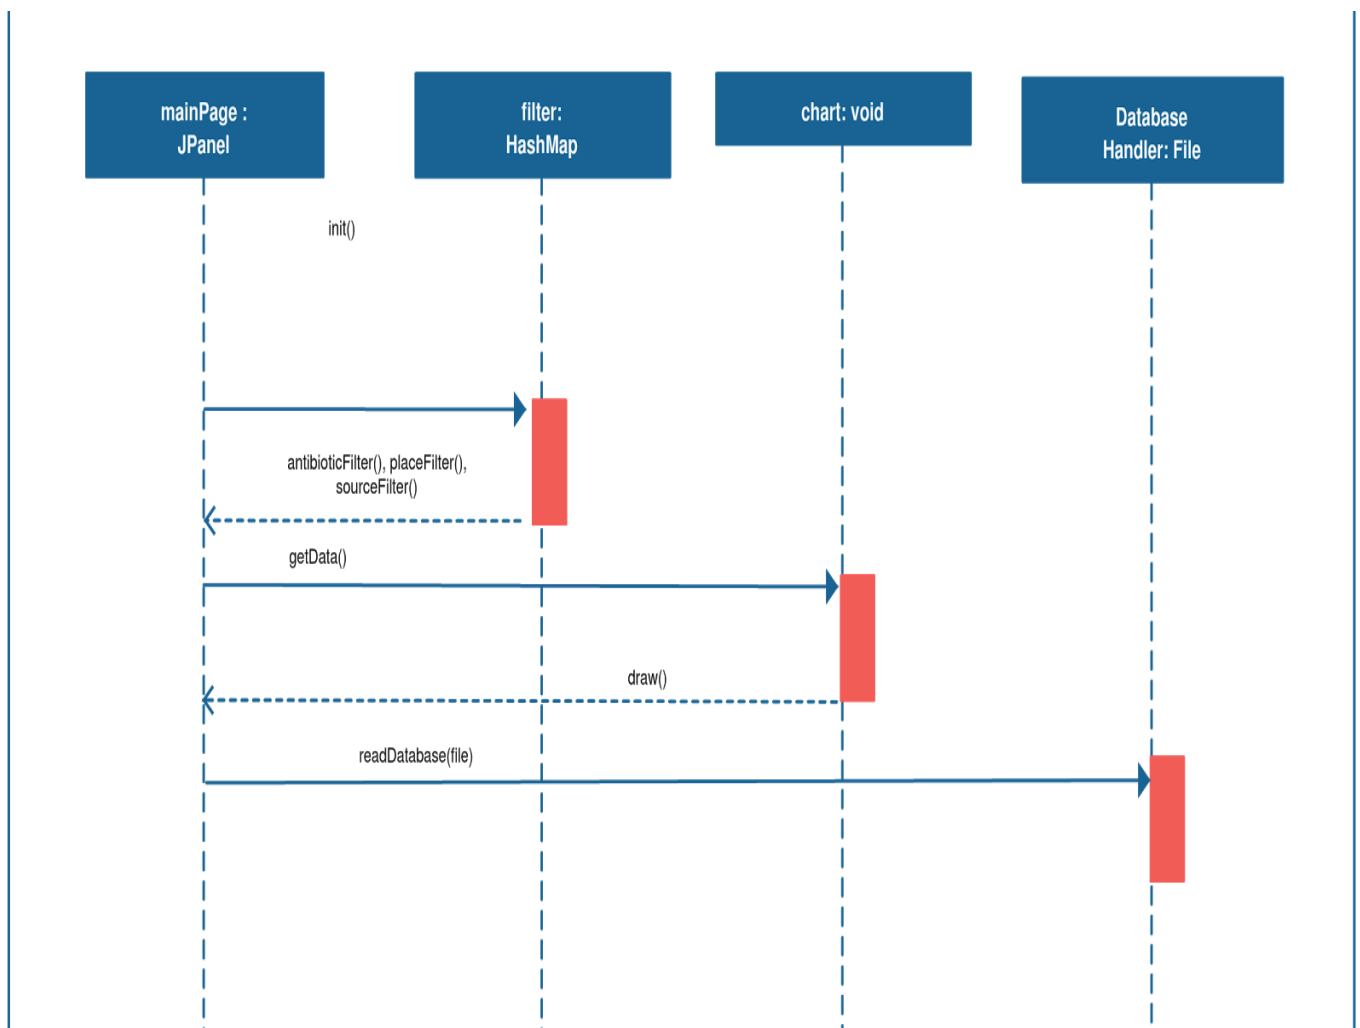 mainPage :
JPanel
filter:
HashMap
chart: void
Database
Handler: File
init()
antibioticFilter(), placeFilter(),
sourceFilter()
getData()
draw()
readDatabase(file)